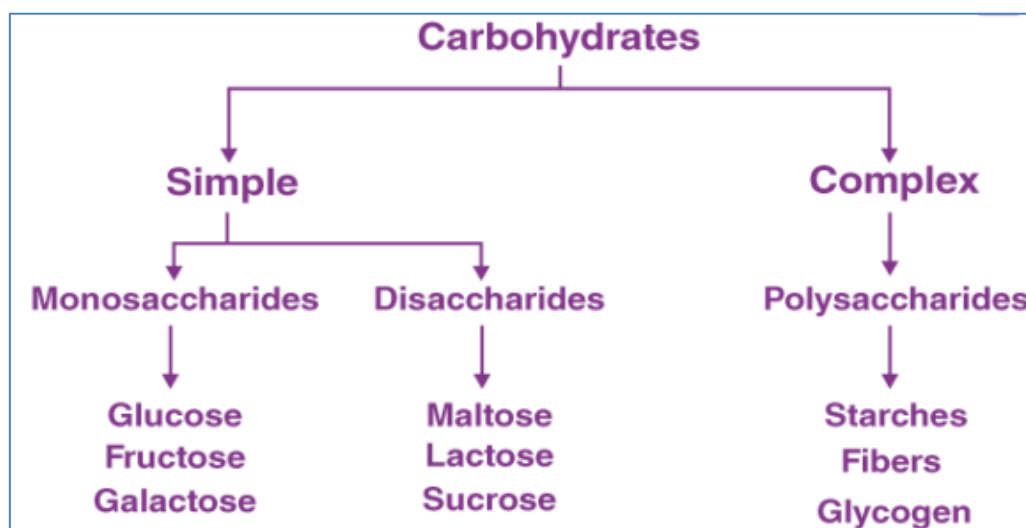 Carbohydrates
Simple
Complex
Monosaccharides
Disaccharides
Polysaccharides
Glucose
Maltose
Starches
Fructose
Lactose
Fibers
Galactose
Sucrose
Glycogen